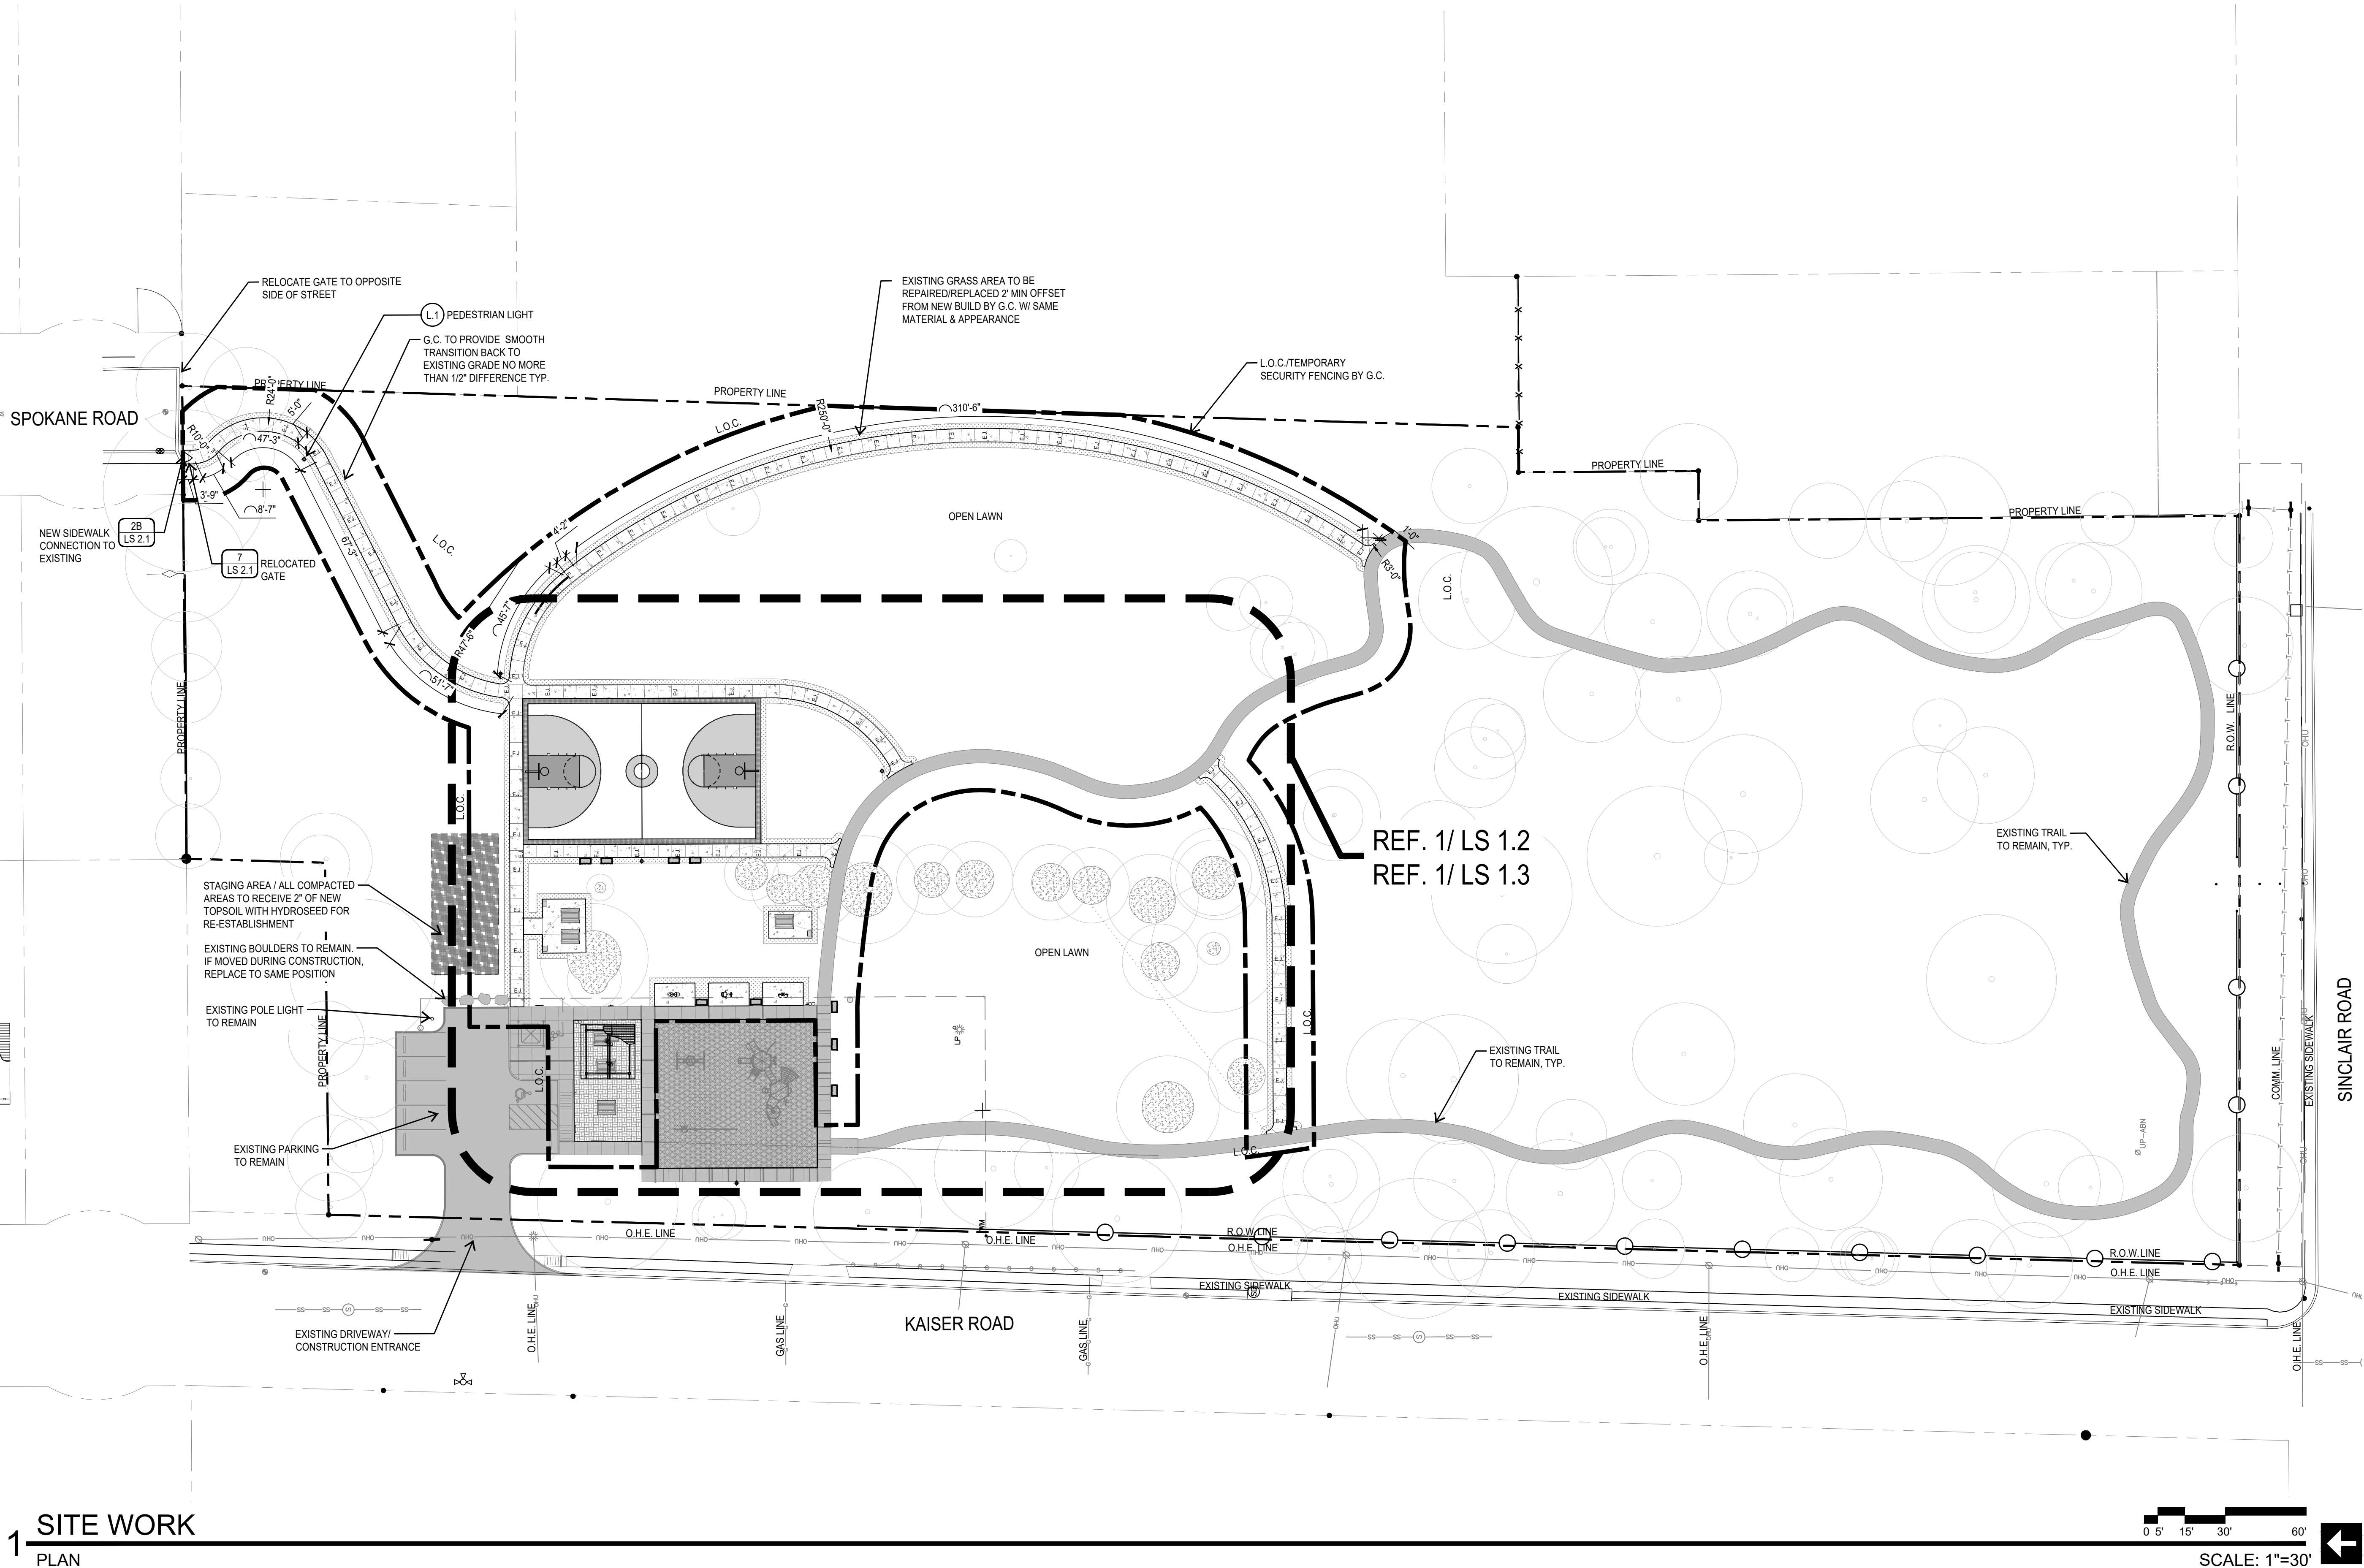 RELOCATE GATE TO OPPOSITE
SIDE OF STREET
L.1
PEDESTRIAN LIGHT
G.C. TO PROVIDE SMOOTH
TRANSITION BACK TO
EXISTING GRADE NO MORE
THAN 1/2" DIFFERENCE TYP.
EXISTING GRASS AREA TO BE
REPAIRED/REPLACED 2' MIN OFFSET
FROM NEW BUILD BY G.C. W/ SAME
MATERIAL & APPEARANCE
L.O.C./TEMPORARY
SECURITY FENCING BY G.C.
PROPERTY LINE
PROPERTY LINE
R24'-0"
5'-0"
R250'-0"
310'-6"
L.O.C.
SPOKANE ROAD
R10'-0"
47'-3"
PROPERTY LINE
3'-9"
8'-7"
PROPERTY LINE
NEW SIDEWALK
CONNECTION TO
EXISTING
2B
LS 2.1
7
LS 2.1
RELOCATED
GATE
67'-3"
L.O.C.
4'-2"
OPEN LAWN
1'-0"
R3'-0"
L.O.C.
45'-7"
R47'-6"
51'-7"
PROPERTY LINE
R.O.W. LINE
L.O.C.
REF. 1/ LS 1.2
REF. 1/ LS 1.3
EXISTING TRAIL
TO REMAIN, TYP.
STAGING AREA / ALL COMPACTED
AREAS TO RECEIVE 2" OF NEW
TOPSOIL WITH HYDROSEED FOR
RE-ESTABLISHMENT
EXISTING BOULDERS TO REMAIN.
IF MOVED DURING CONSTRUCTION,
REPLACE TO SAME POSITION
OPEN LAWN
EXISTING POLE LIGHT
TO REMAIN
PROPERTY LINE
LP
L.O.C.
L.O.C.
EXISTING TRAIL
TO REMAIN, TYP.
COMM. LINE
EXISTING SIDEWALK
SINCLAIR ROAD
EXISTING PARKING
TO REMAIN
L.O.C.
UP-ABN
WM
O.H.E. LINE
O.H.E. LINE
R.O.W. LINE
O.H.E. LINE
R.O.W. LINE
O.H.E. LINE
EXISTING SIDEWALK
EXISTING SIDEWALK
EXISTING SIDEWALK
EXISTING DRIVEWAY/
CONSTRUCTION ENTRANCE
O.H.E. LINE
GAS LINE
KAISER ROAD
GAS LINE
O.H.E. LINE
O.H.E. LINE
1
SITE WORK
PLAN
0 5' 15' 30' 60'
SCALE: 1"=30'